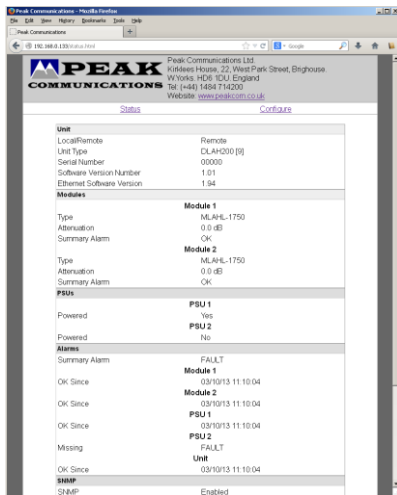 Peak Communications - Mozilla Firefox
File Edit View History Bookmarks Tools Help
Peak Communications
192.168.0.133/status.html
Google
PEAK
COMMUNICATIONS
Peak Communications Ltd.
Kirklees House, 22, West Park Street, Brighouse.
W.Yorks. HD6 1DU. England
Tel: (+44) 1484 714200
Website: www.peakcom.co.uk
Status Configure
Unit
Local/Remote Remote
Unit Type DLAH200 [9]
Serial Number 00000
Software Version Number 1.01
Ethernet Software Version 1.94
Modules
Module 1
Type MLAHL-1750
Attenuation 0.0 dB
Summary Alarm OK
Module 2
Type MLAHL-1750
Attenuation 0.0 dB
Summary Alarm OK
PSUs
PSU 1
Powered Yes
PSU 2
Powered No
Alarms
Summary Alarm FAULT
Module 1
OK Since 03/10/13 11:10:04
Module 2
OK Since 03/10/13 11:10:04
PSU 1
OK Since 03/10/13 11:10:04
PSU 2
Missing FAULT
Unit
OK Since 03/10/13 11:10:04
SNMP
SNMP Enabled